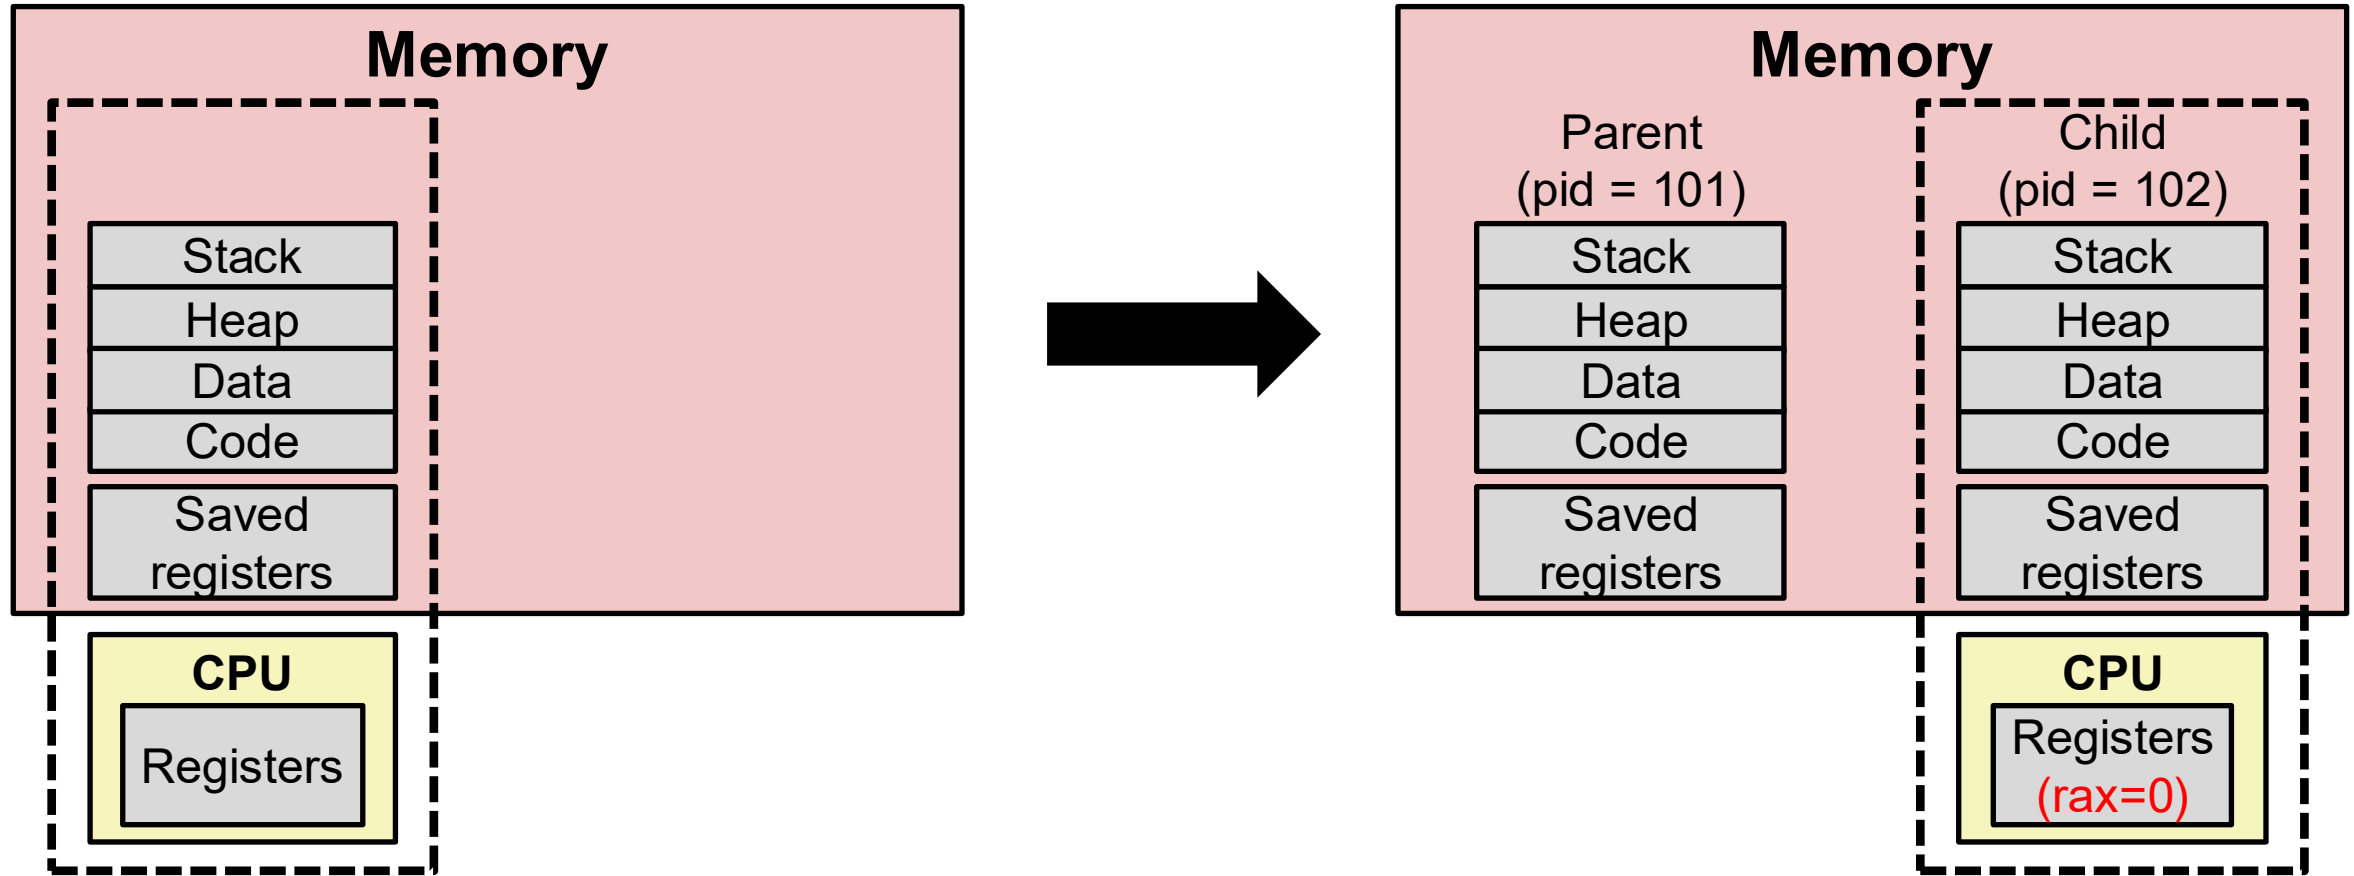 Memory
Stack
Heap
Data
Code
Saved
registers
CPU
Registers
Memory
Parent
(pid = 101)
Stack
Heap
Data
Code
Saved
registers
Child
(pid = 102)
Stack
Heap
Data
Code
Saved
registers
CPU
Registers
(rax=0)